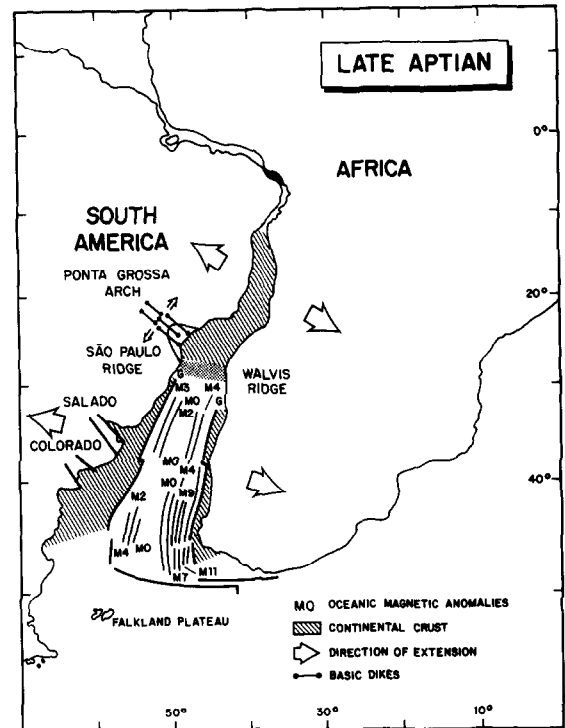 LATE APTIAN
0°
AFRICA
SOUTH
AMERICA
PONTA GROSSA
ARCH
20°
SÃO PAULO
RIDGE
WALVIS
RIDGE
G
M3 M4
SALADO
M0 G
M2
COLORADO
M0
M4
M0
40°
M2 M9
M4 M0
M7 M11
FALKLAND PLATEAU
M0 OCEANIC MAGNETIC ANOMALIES
CONTINENTAL CRUST
DIRECTION OF EXTENSION
BASIC DIKES
50° 30° 10°